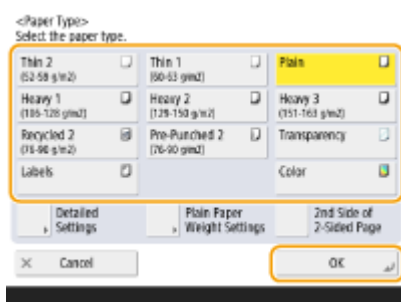 <Paper Type>
Select the paper type.
Thin 2
(52-59 g/m2)
Thin 1
(60-63 g/m2)
Plain
Heavy 1
(106-128 g/m2)
Heavy 2
(129-150 g/m2)
Heavy 3
(151-163 g/m2)
Recycled 2
(76-90 g/m2)
Pre-Punched 2
(76-90 g/m2)
Transparency
Labels
Color
Detailed
Settings
Plain Paper
Weight Settings
2nd Side of
2-Sided Page
Cancel
OK